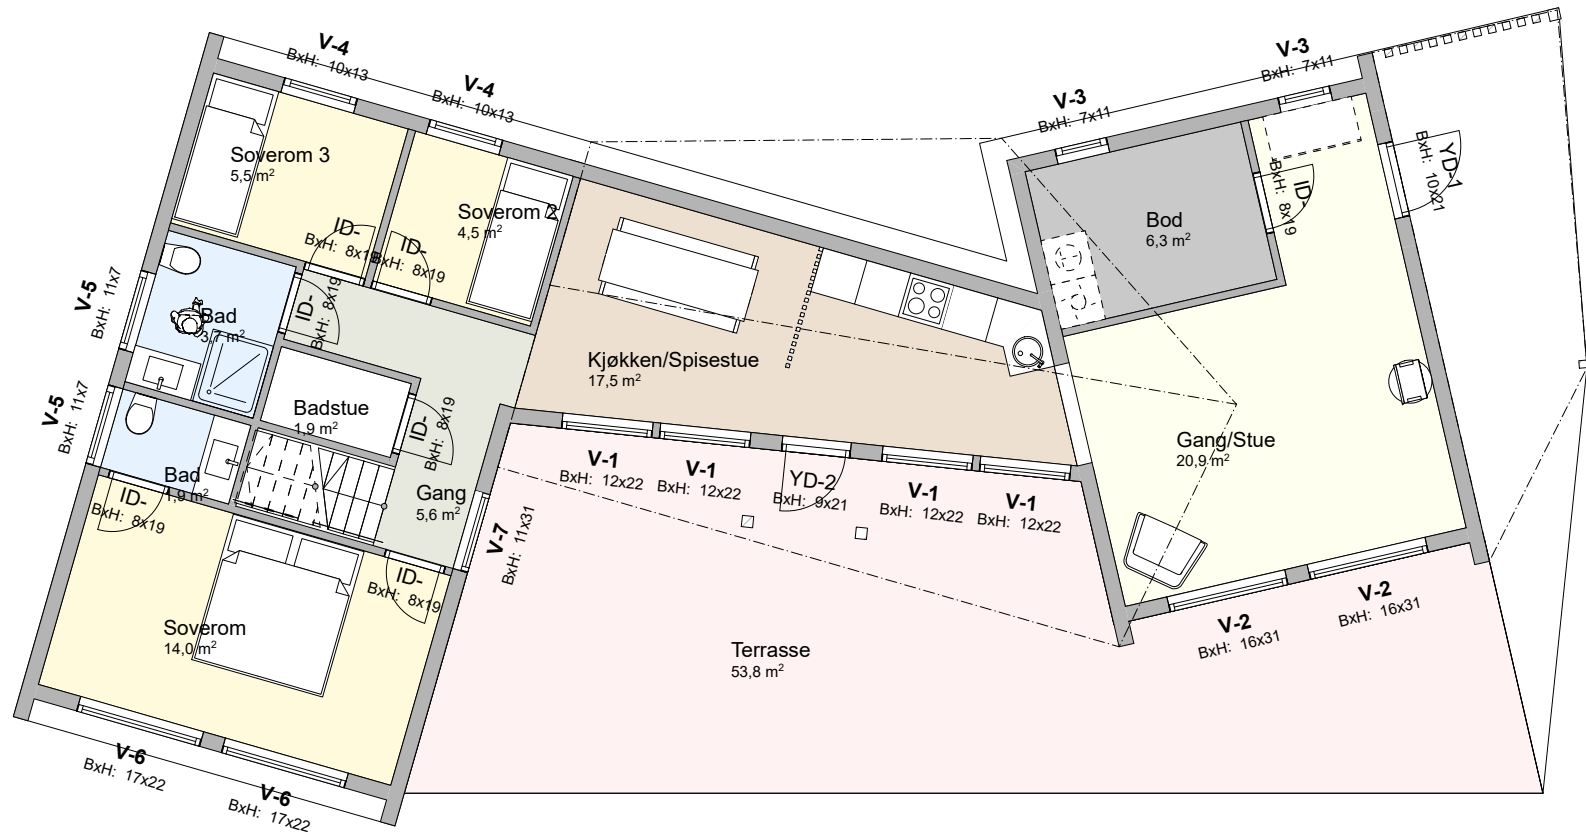 V-4
BxH: 10x13
V-4
BxH: 10x13
V-3
BxH: 7x11
V-3
BxH: 7x11
YD-1
BxH: 10x21
Soverom 3
5,5 m²
Soverom 2
4,5 m²
ID-
BxH: 8x19
ID-
BxH: 8x19
ID-
BxH: 8x19
Bod
6,3 m²
ID-
BxH: 8x19
V-5
BxH: 11x7
Bad
3,7 m²
Kjøkken/Spisestue
17,5 m²
V-5
BxH: 11x7
Badstue
1,9 m²
ID-
BxH: 8x19
Gang/Stue
20,9 m²
Bad
1,9 m²
ID-
BxH: 8x19
Gang
5,6 m²
V-7
BxH: 11x31
V-1
BxH: 12x22
V-1
BxH: 12x22
YD-2
BxH: 9x21
V-1
BxH: 12x22
V-1
BxH: 12x22
ID-
BxH: 8x19
Soverom
14,0 m²
Terrasse
53,8 m²
V-2
BxH: 16x31
V-2
BxH: 16x31
V-6
BxH: 17x22
V-6
BxH: 17x22